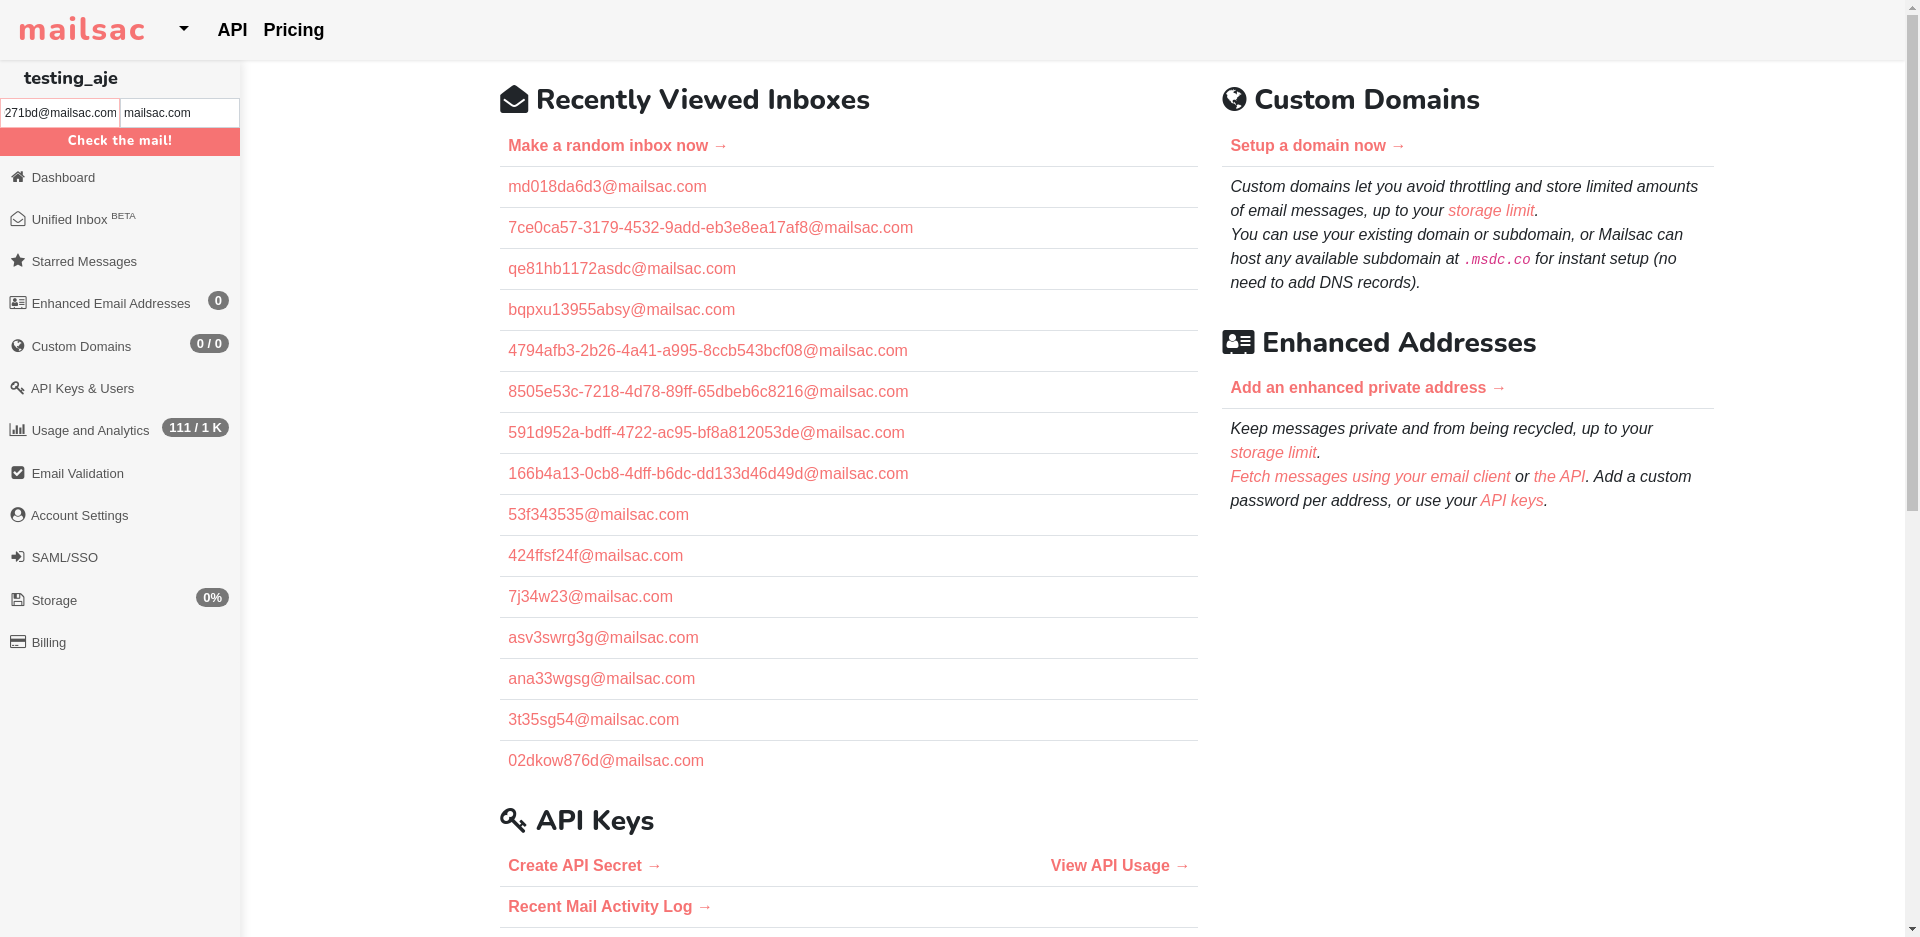 mailsac
API Pricing
testing_aje
271bd@mailsac.com mailsac.com
Check the mail!
Dashboard
Unified Inbox BETA
Starred Messages
Enhanced Email Addresses 0
Custom Domains 0 / 0
API Keys & Users
Usage and Analytics 111 / 1 K
Email Validation
Account Settings
SAML/SSO
Storage 0%
Billing
Recently Viewed Inboxes
Make a random inbox now →
md018da6d3@mailsac.com
7ce0ca57-3179-4532-9add-eb3e8ea17af8@mailsac.com
qe81hb1172asdc@mailsac.com
bqpxu13955absy@mailsac.com
4794afb3-2b26-4a41-a995-8ccb543bcf08@mailsac.com
8505e53c-7218-4d78-89ff-65dbeb6c8216@mailsac.com
591d952a-bdff-4722-ac95-bf8a812053de@mailsac.com
166b4a13-0cb8-4dff-b6dc-dd133d46d49d@mailsac.com
53f343535@mailsac.com
424ffsf24f@mailsac.com
7j34w23@mailsac.com
asv3swrg3g@mailsac.com
ana33wgsg@mailsac.com
3t35sg54@mailsac.com
02dkow876d@mailsac.com
API Keys
Create API Secret → View API Usage →
Recent Mail Activity Log →
Custom Domains
Setup a domain now →
Custom domains let you avoid throttling and store limited amounts
of email messages, up to your storage limit.
You can use your existing domain or subdomain, or Mailsac can
host any available subdomain at .msdc.co for instant setup (no
need to add DNS records).
Enhanced Addresses
Add an enhanced private address →
Keep messages private and from being recycled, up to your
storage limit.
Fetch messages using your email client or the API. Add a custom
password per address, or use your API keys.